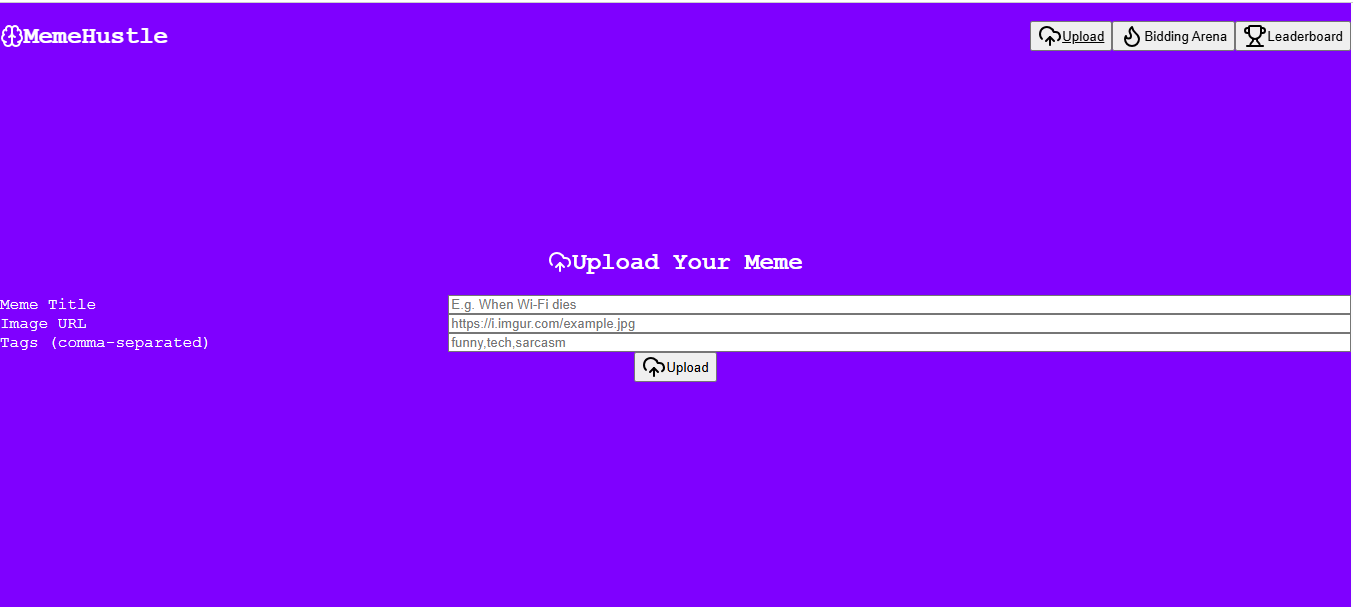 MemeHustle
Upload Bidding Arena Leaderboard
Upload Your Meme
Meme Title E.g. When Wi-Fi dies
Image URL https://i.imgur.com/example.jpg
Tags (comma-separated) funny,tech,sarcasm
Upload